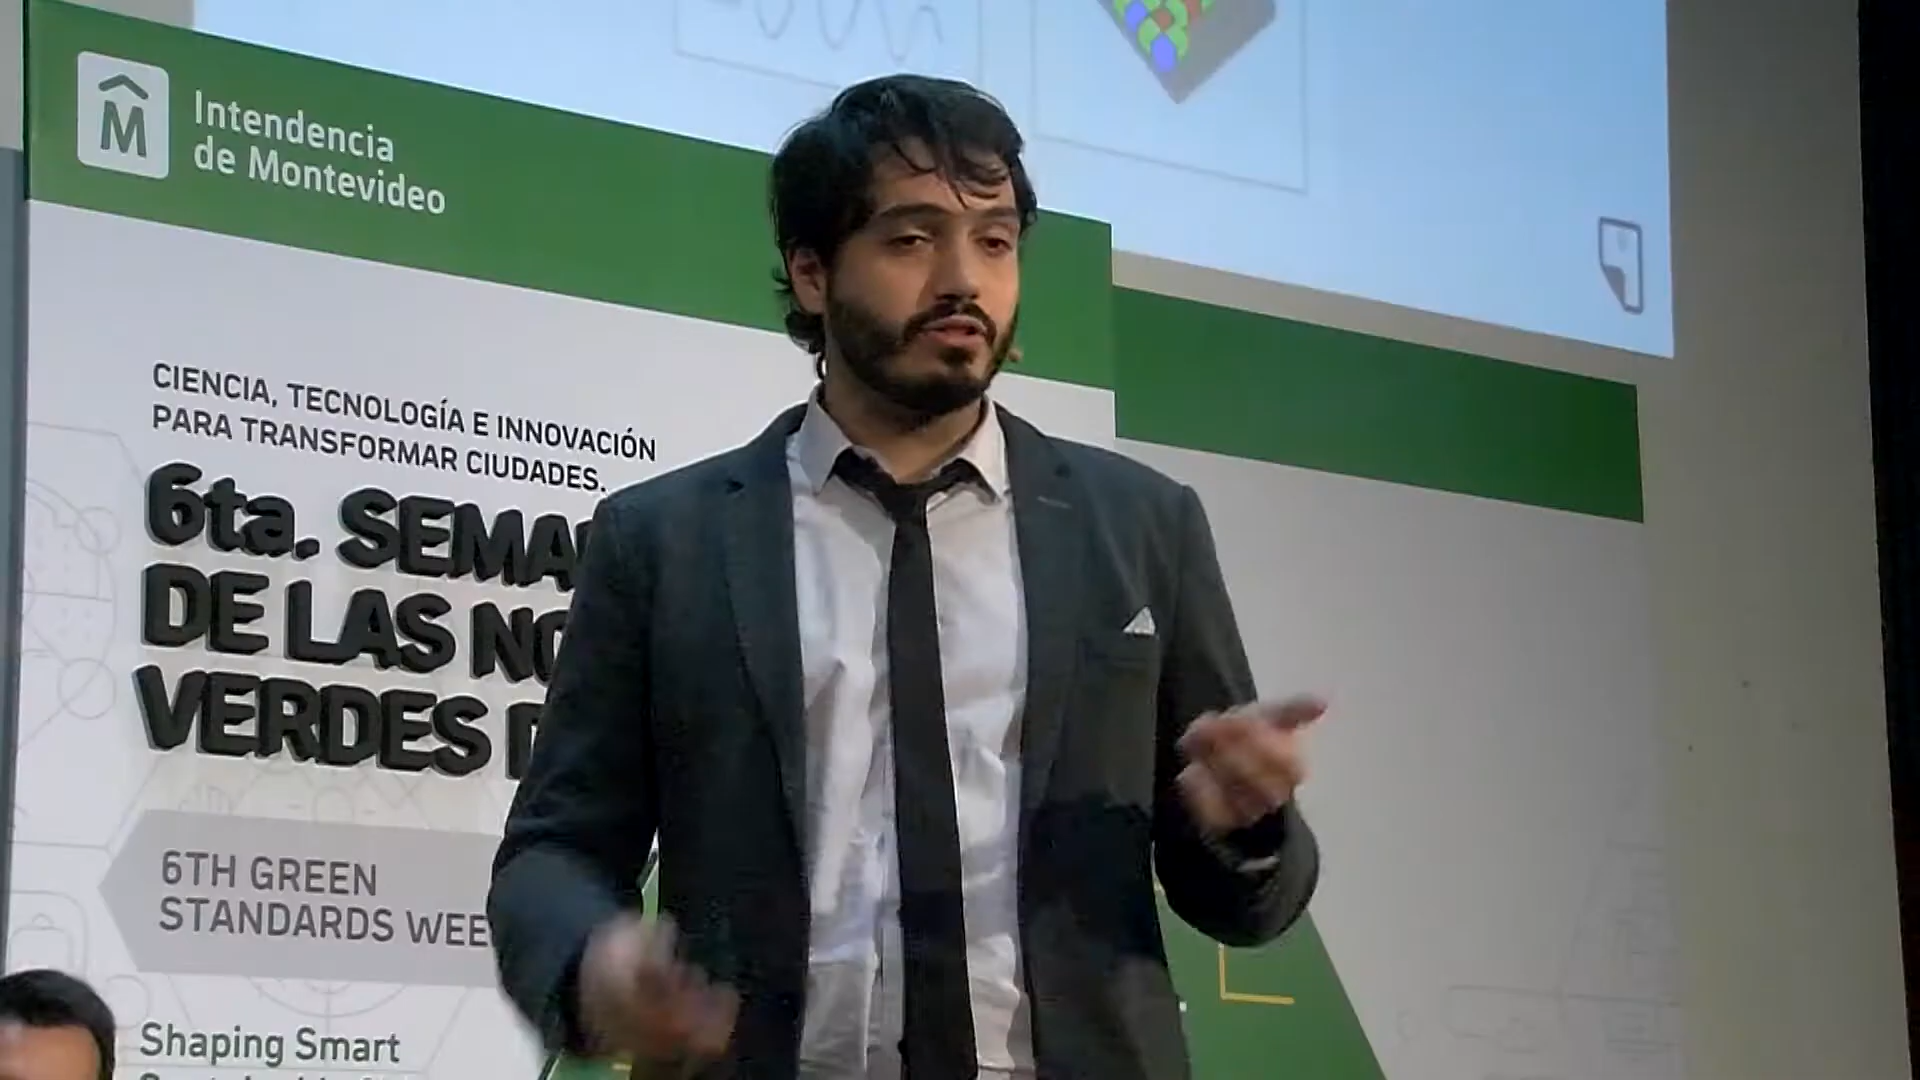 M
Intendencia
de Montevideo
CIENCIA, TECNOLOGÍA E INNOVACIÓN
PARA TRANSFORMAR CIUDADES.
6ta. SEMA
DE LAS NO
VERDES D
6TH GREEN
STANDARDS WEE
Shaping Smart